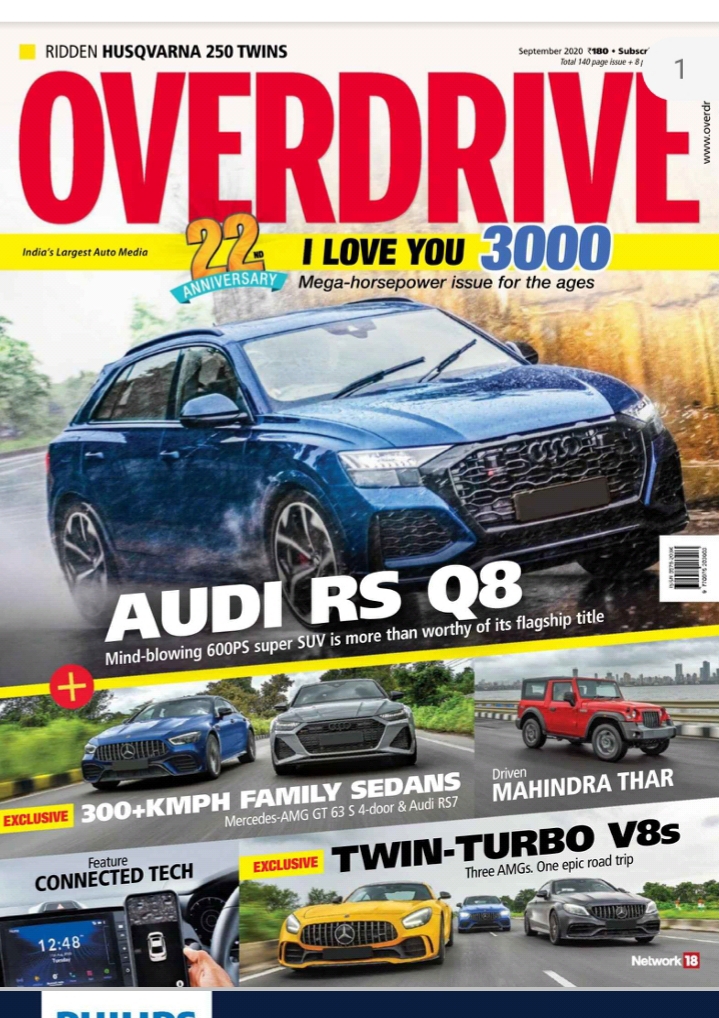 RIDDEN HUSQVARNA 250 TWINS
September 2020 ₹180 • Subscr
Total 140 page issue + 8 p
1
OVERDRIVE
www.overdr
India's Largest Auto Media
22ND
ANNIVERSARY
I LOVE YOU 3000
Mega-horsepower issue for the ages
AUDI RS Q8
Mind-blowing 600PS super SUV is more than worthy of its flagship title
+
EXCLUSIVE 300+KMPH FAMILY SEDANS
Mercedes-AMG GT 63 S 4-door & Audi RS7
Driven
MAHINDRA THAR
Feature
CONNECTED TECH
12:48
Tuesday
EXCLUSIVE TWIN-TURBO V8s
Three AMGs. One epic road trip
Network 18
PHILIPS